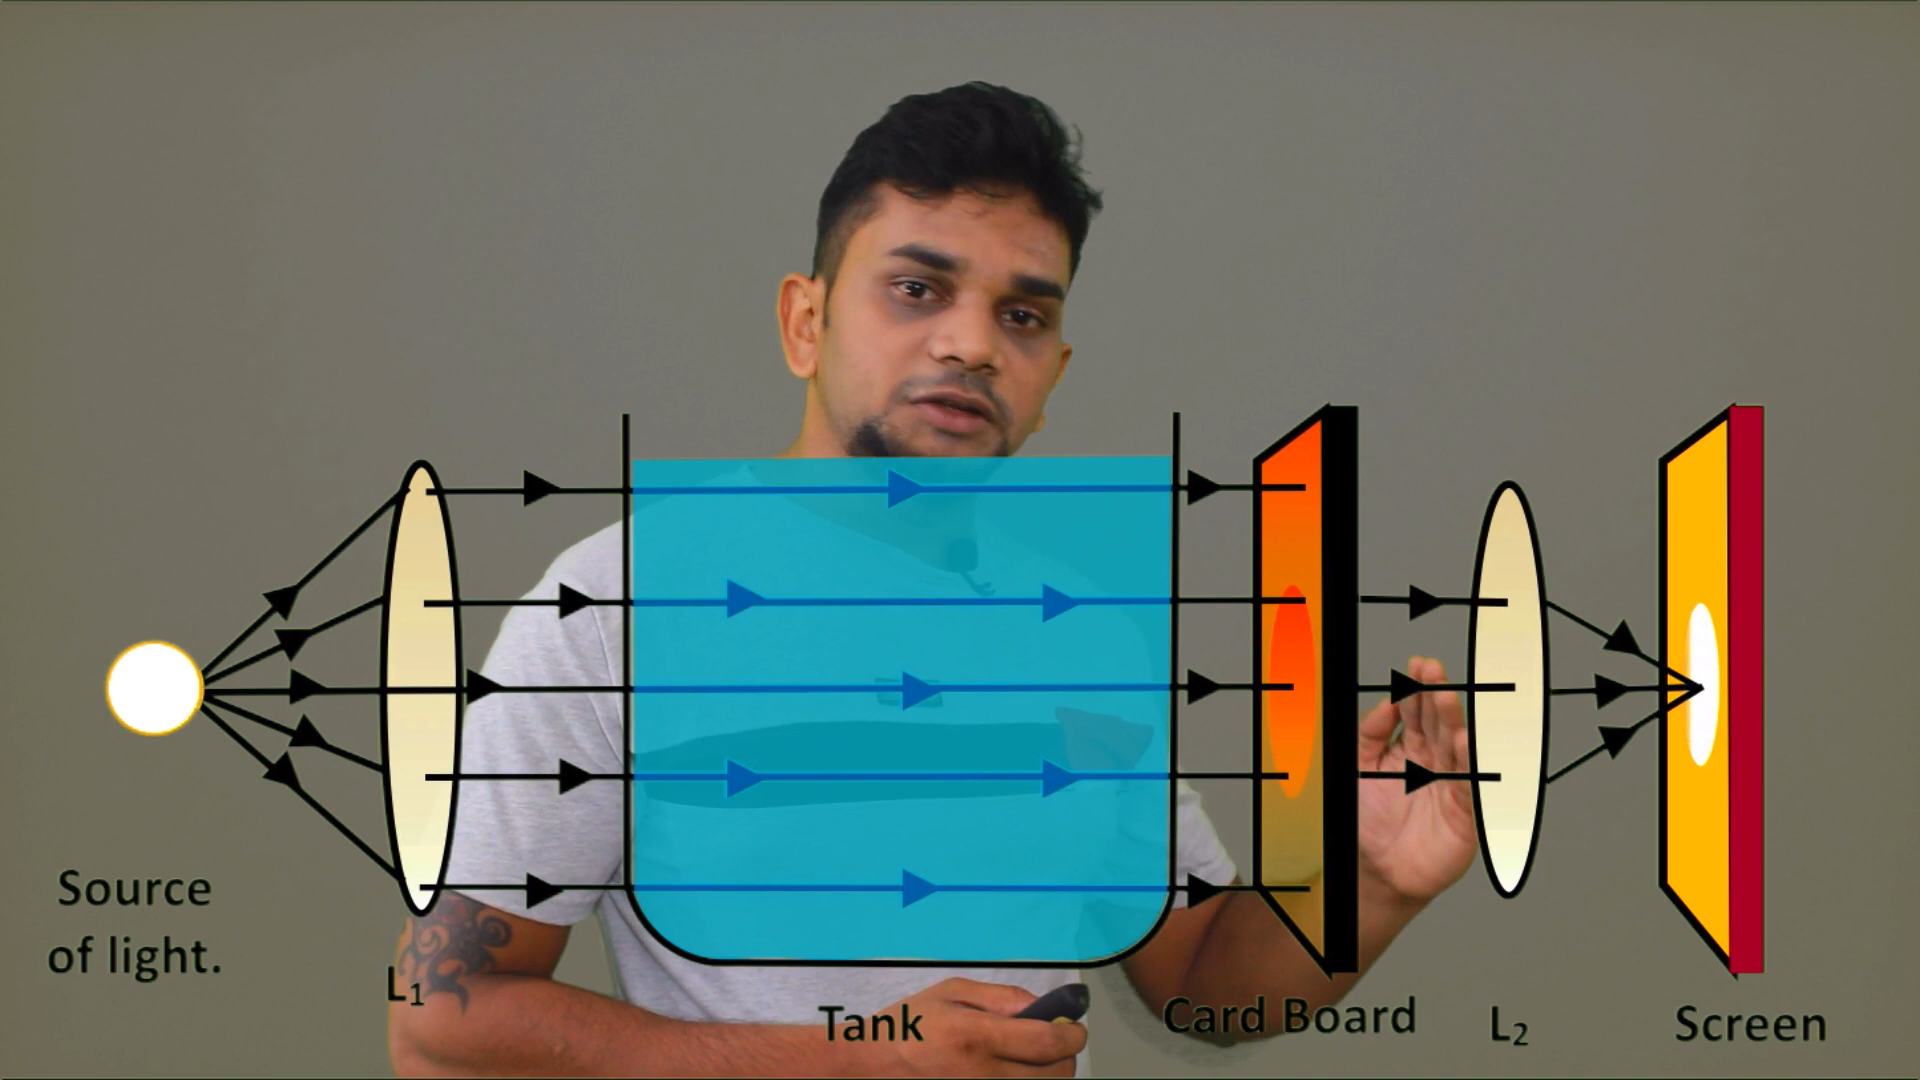 Source
of light.
L₁
Tank
Card Board
L₂
Screen